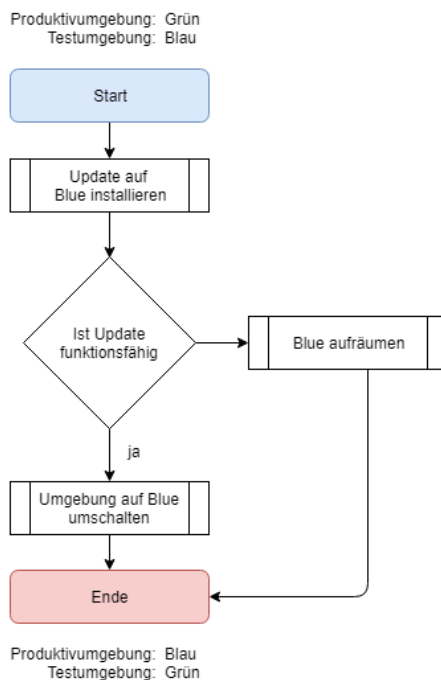 Produktivumgebung: Grün
Testumgebung: Blau
Start
Update auf
Blue installieren
Ist Update
funktionsfähig
Blue aufräumen
ja
Umgebung auf Blue
umschalten
Ende
Produktivumgebung: Blau
Testumgebung: Grün